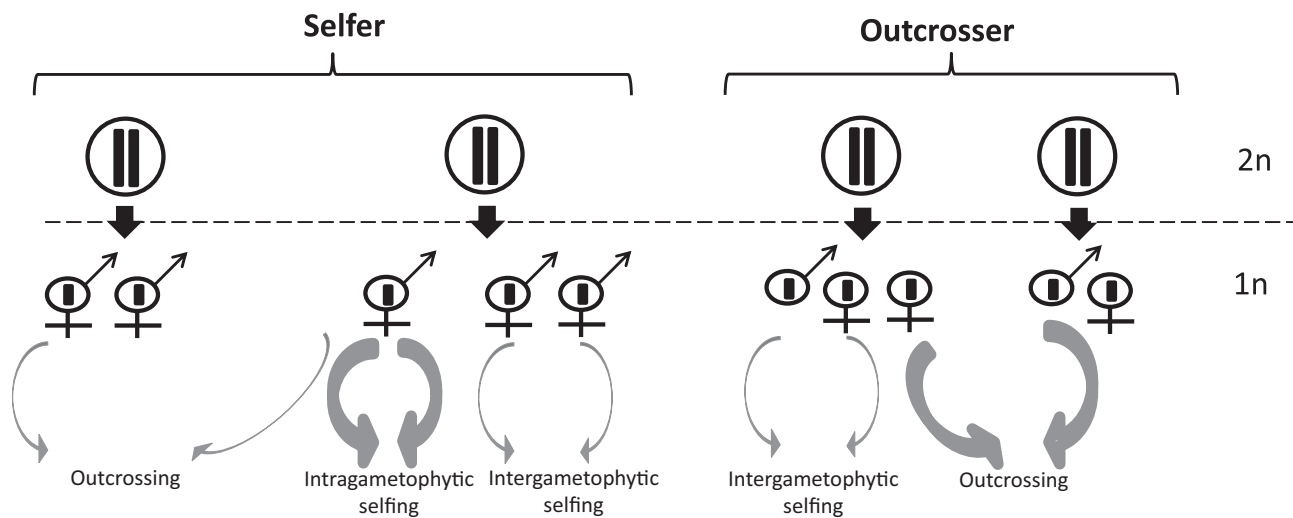 Selfer
Outcrosser
2n
1n
Outcrossing
Intragametophytic
selfing
Intergametophytic
selfing
Intergametophytic
selfing
Outcrossing